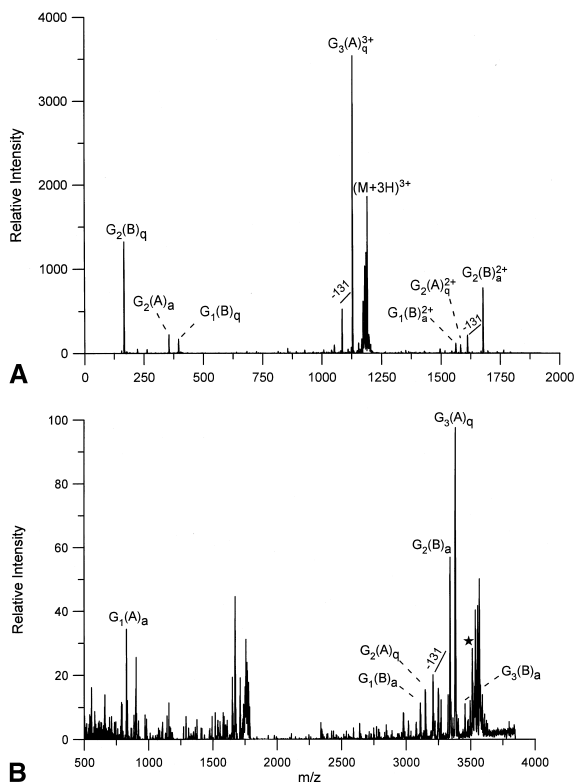 4000
3000
2000
1000
0
Relative Intensity
G₃(A)q³⁺
(M+3H)³⁺
G₂(B)q
G₂(A)a
G₁(B)q
-131
G₂(B)a²⁺
G₂(A)q²⁺
G₁(B)a²⁺
-131
0 250 500 750 1000 1250 1500 1750 2000
A
100
80
60
40
20
0
Relative Intensity
G₃(A)q
G₂(B)a
G₁(A)a
G₂(A)q
-131
G₁(B)a
★
G₃(B)a
500 1000 1500 2000 2500 3000 3500 4000
m/z
B